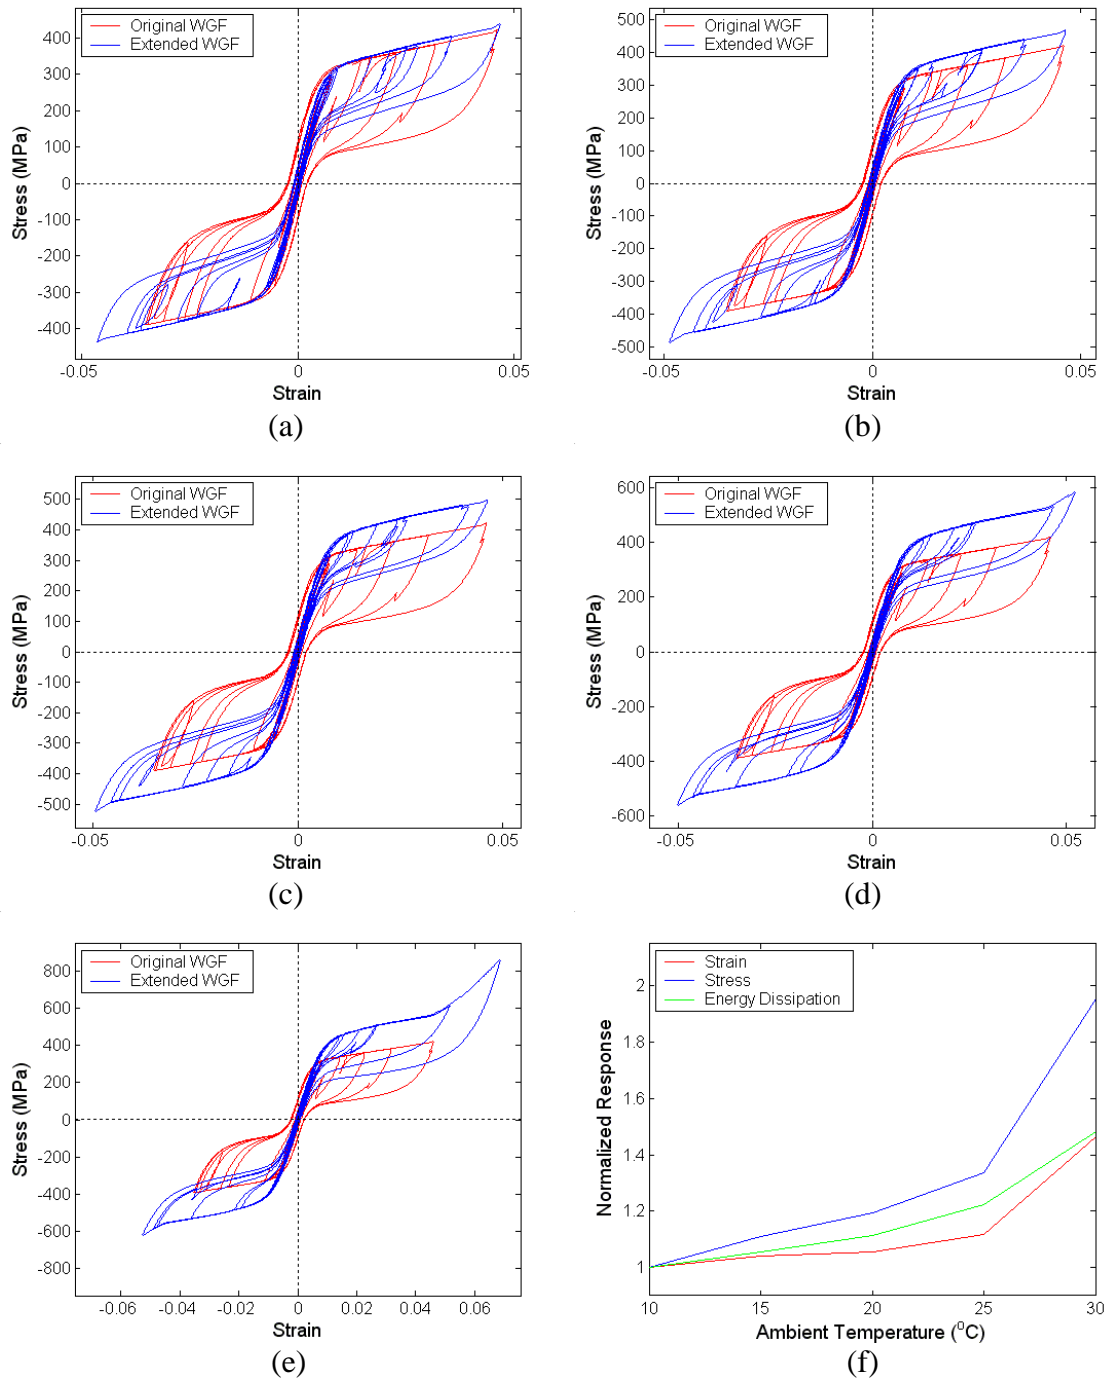 Original WGF
Extended WGF
400
300
200
100
0
-100
-200
-300
-400
Stress (MPa)
-0.05
0
0.05
Strain
(a)
Original WGF
Extended WGF
500
400
300
200
100
0
-100
-200
-300
-400
-500
Stress (MPa)
-0.05
0
0.05
Strain
(b)
Original WGF
Extended WGF
500
400
300
200
100
0
-100
-200
-300
-400
-500
Stress (MPa)
-0.05
0
0.05
Strain
(c)
Original WGF
Extended WGF
600
400
200
0
-200
-400
-600
Stress (MPa)
-0.05
0
0.05
Strain
(d)
Original WGF
Extended WGF
800
600
400
200
0
-200
-400
-600
-800
Stress (MPa)
-0.06
-0.04
-0.02
0
0.02
0.04
0.06
Strain
(e)
Strain
Stress
Energy Dissipation
2
1.8
1.6
1.4
1.2
1
Normalized Response
10
15
20
25
30
Ambient Temperature (⁰C)
(f)